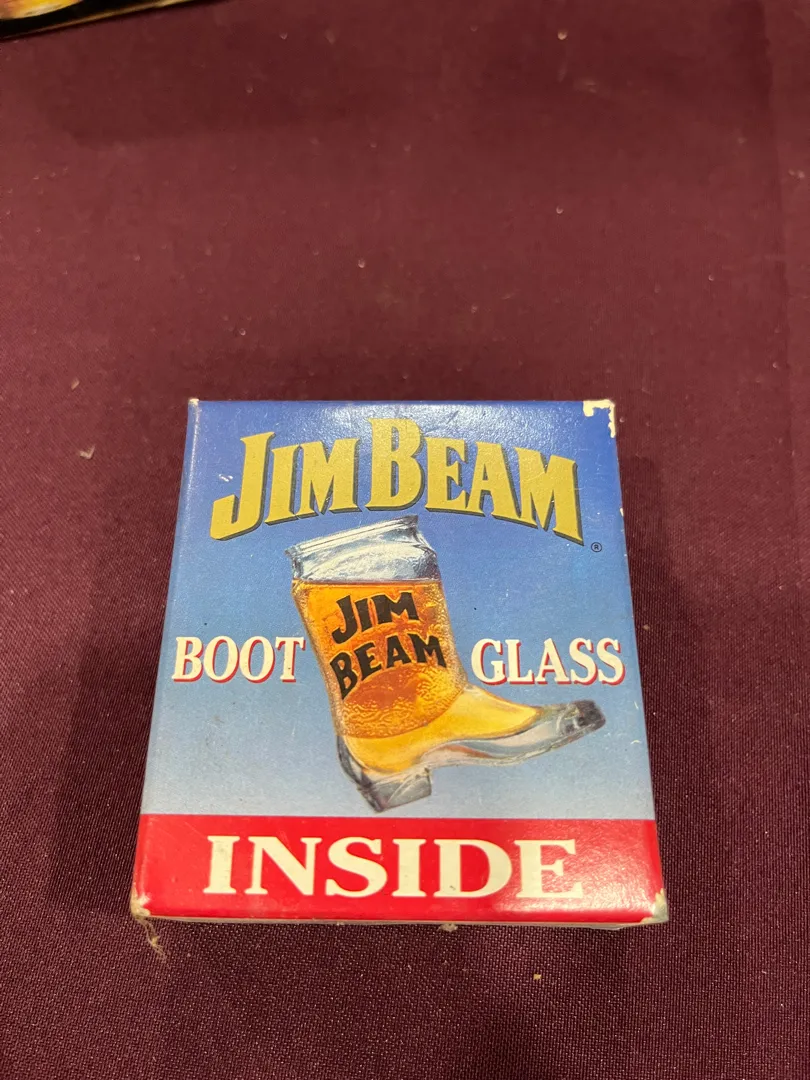 JIM BEAM
®
JIM
BEAM
BOOT GLASS
INSIDE